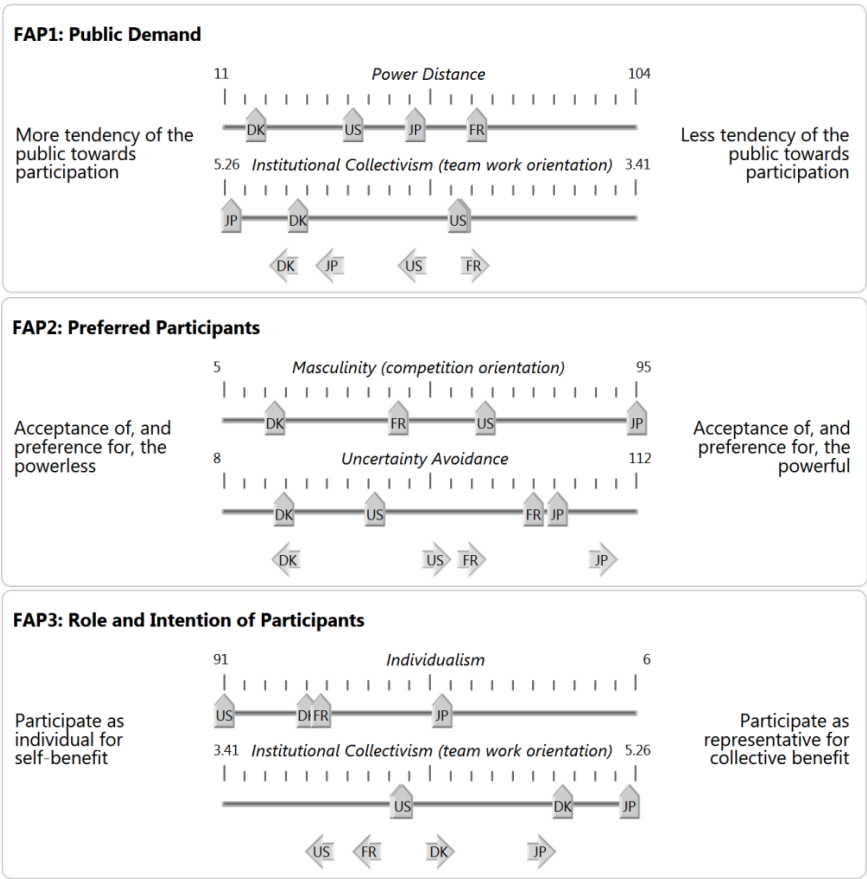 FAP1: Public Demand
11 Power Distance 104
DK US JP FR
More tendency of the
public towards
participation
Less tendency of the
public towards
participation
5.26 Institutional Collectivism (team work orientation) 3.41
JP DK US
DK JP US FR
FAP2: Preferred Participants
5 Masculinity (competition orientation) 95
DK FR US JP
Acceptance of, and
preference for, the
powerless
Acceptance of, and
preference for, the
powerful
8 Uncertainty Avoidance 112
DK US FR JP
DK US FR JP
FAP3: Role and Intention of Participants
91 Individualism 6
US FR JP
Participate as
individual for
self-benefit
Participate as
representative for
collective benefit
3.41 Institutional Collectivism (team work orientation) 5.26
US DK JP
US FR DK JP